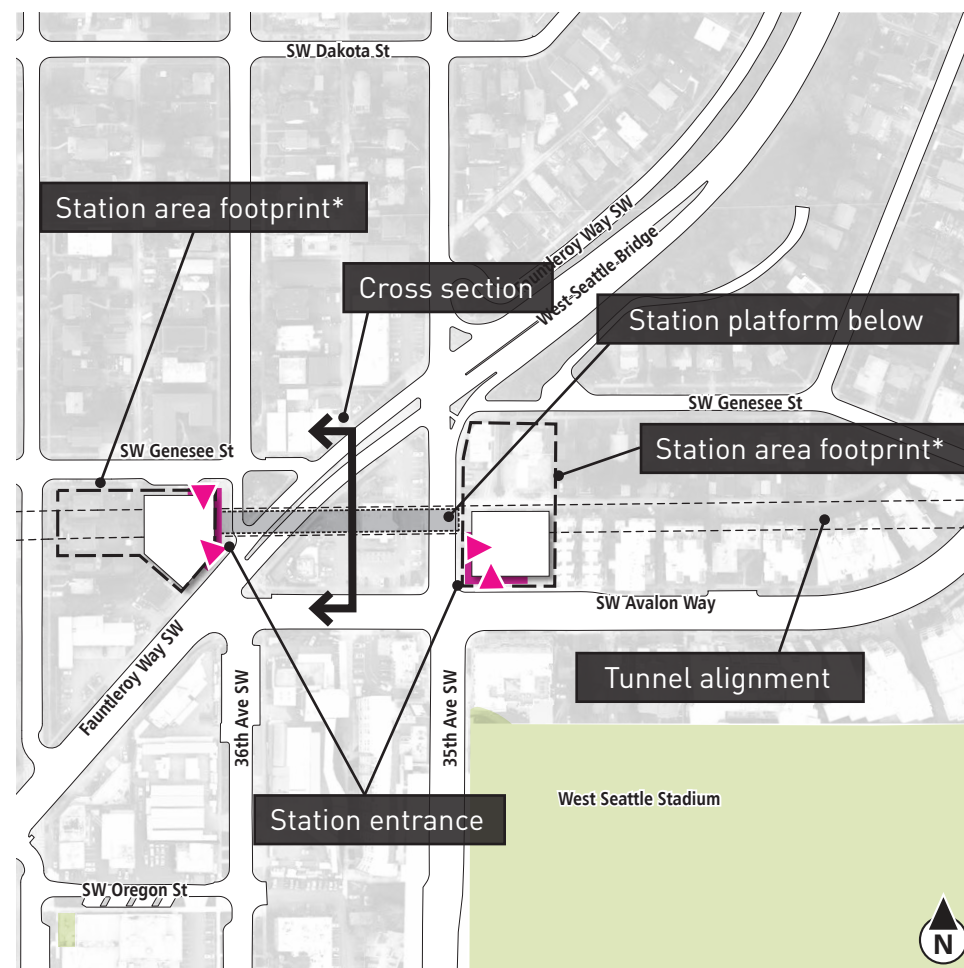 SW Dakota St
Station area footprint*
unteroy Way SW
West Seattle Bridge
Cross section
Station platform below
SW Genesee St
SW Genesee St
Station area footprint*
SW Avalon Way
Fauntleroy Way SW
36th Ave SW
35th Ave SW
Tunnel alignment
Station entrance
West Seattle Stadium
SW Oregon St
N